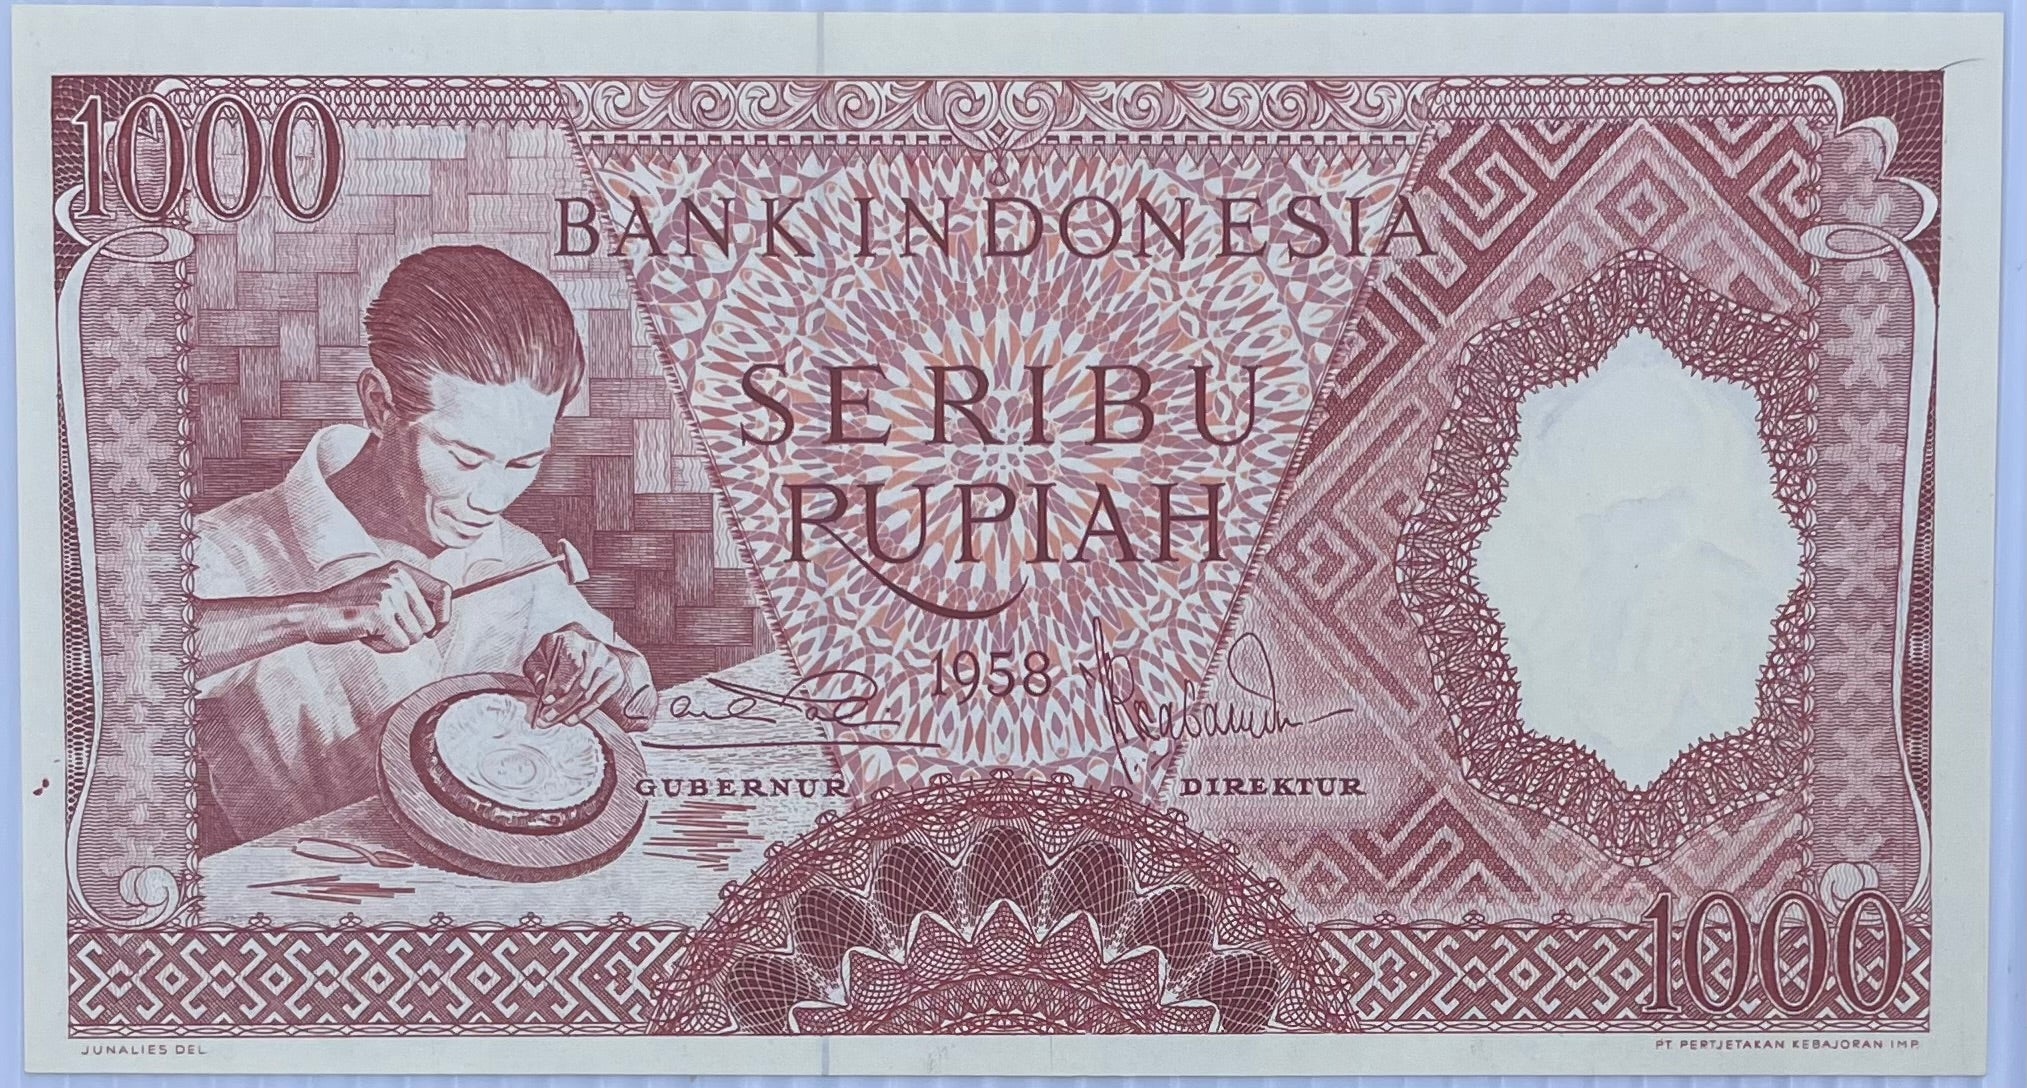 1000
BANK INDONESIA
SERIBU
RUPIAH
1958
GUBERNUR DIREKTUR
1000
JUNALIES DEL
PT. PERTJETAKAN KEBAJORAN IMP.